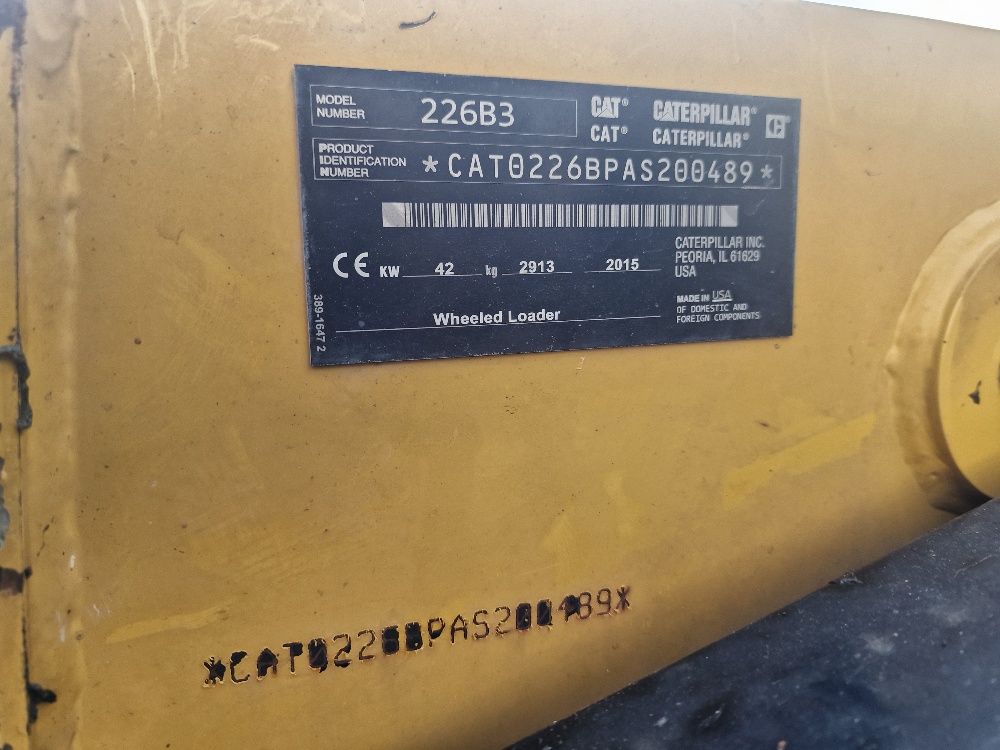 MODEL NUMBER 226B3
CAT® CATERPILLAR®
CAT® CATERPILLAR®
PRODUCT IDENTIFICATION NUMBER *CAT0226BPAS200489*
CE KW 42 kg 2913 2015
CATERPILLAR INC.
PEORIA, IL 61629
USA
MADE IN USA
OF DOMESTIC AND
FOREIGN COMPONENTS
Wheeled Loader
389-1647 2
*CAT0226BPAS200489*